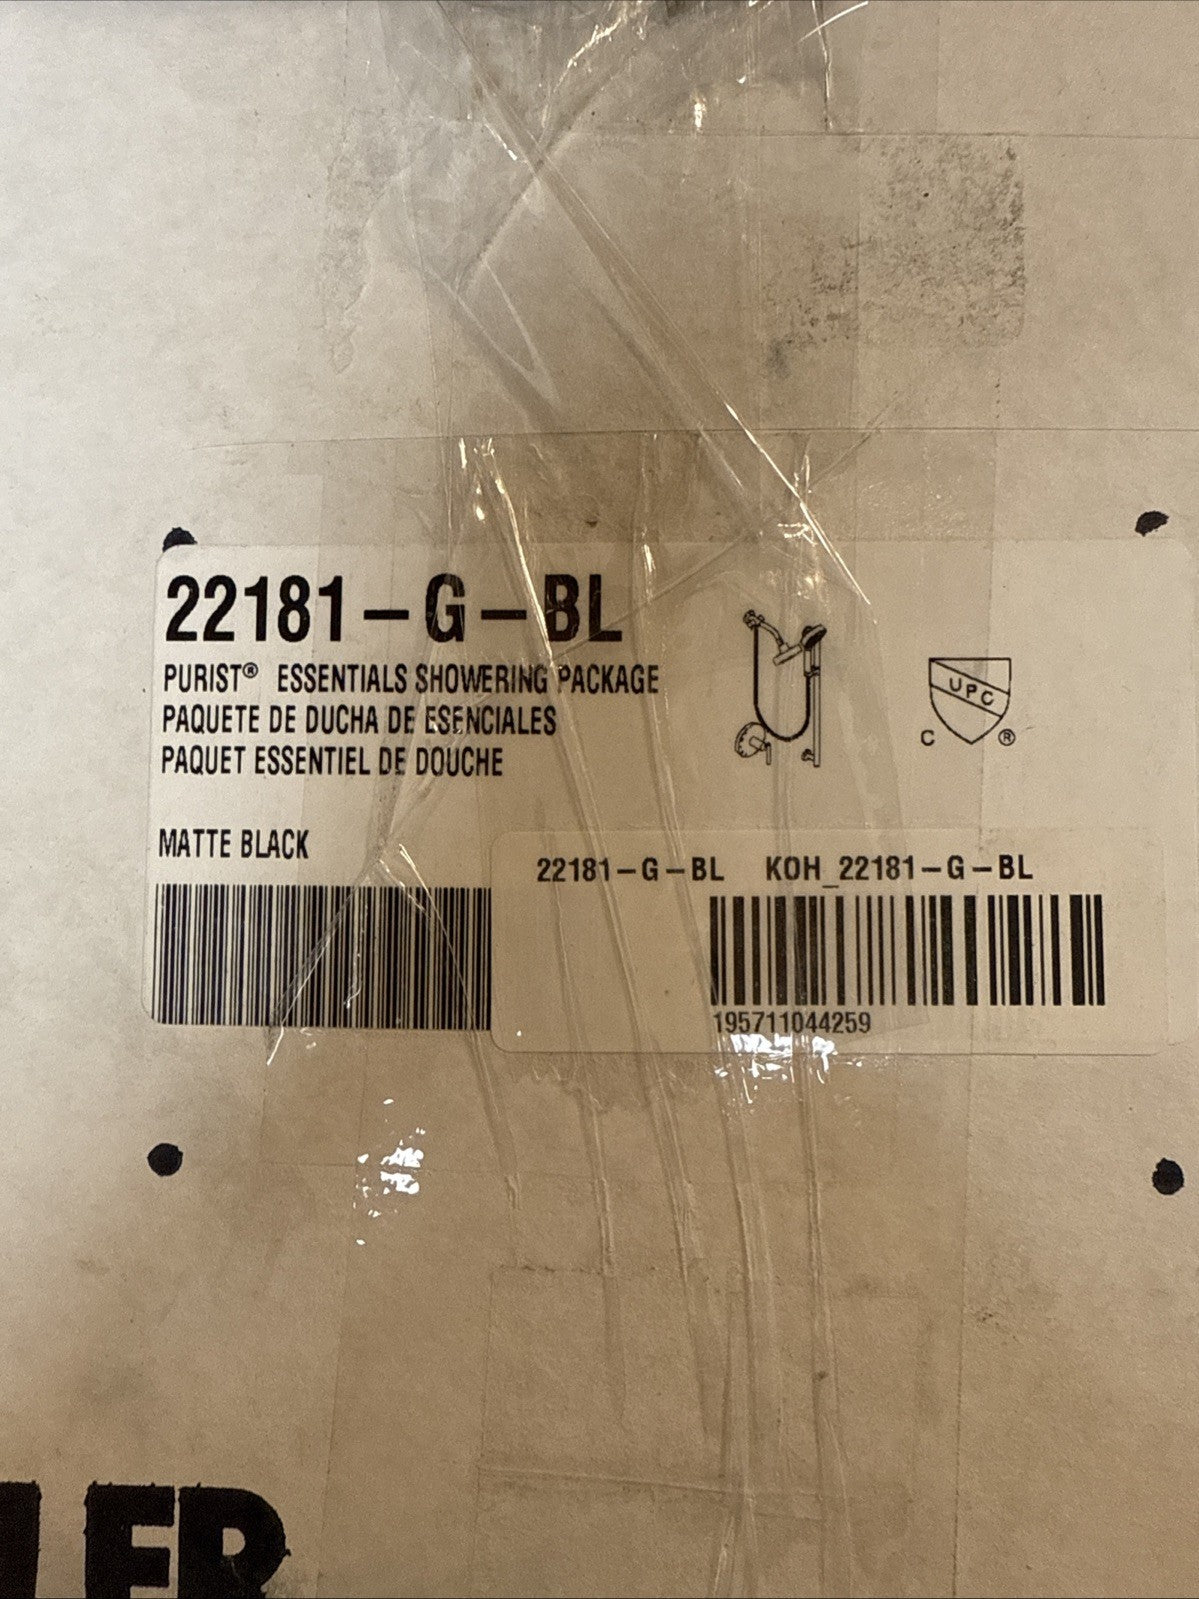 22181-G-BL
PURIST® ESSENTIALS SHOWERING PACKAGE
PAQUETE DE DUCHA DE ESENCIALES
PAQUET ESSENTIEL DE DOUCHE
UPC
C ®
MATTE BLACK
22181-G-BL KOH_22181-G-BL
195711044259
LER